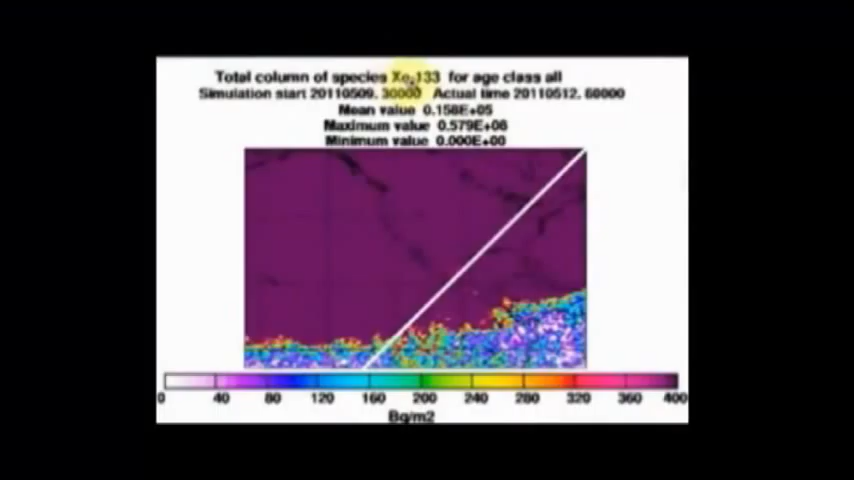 Total column of species Xe-133 for age class all
Simulation start 20110509. 30000 Actual time 20110512. 60000
Mean value 0.158E+05
Maximum value 0.579E+06
Minimum value 0.000E+00
0 40 80 120 160 200 240 280 320 360 400
Bq/m2